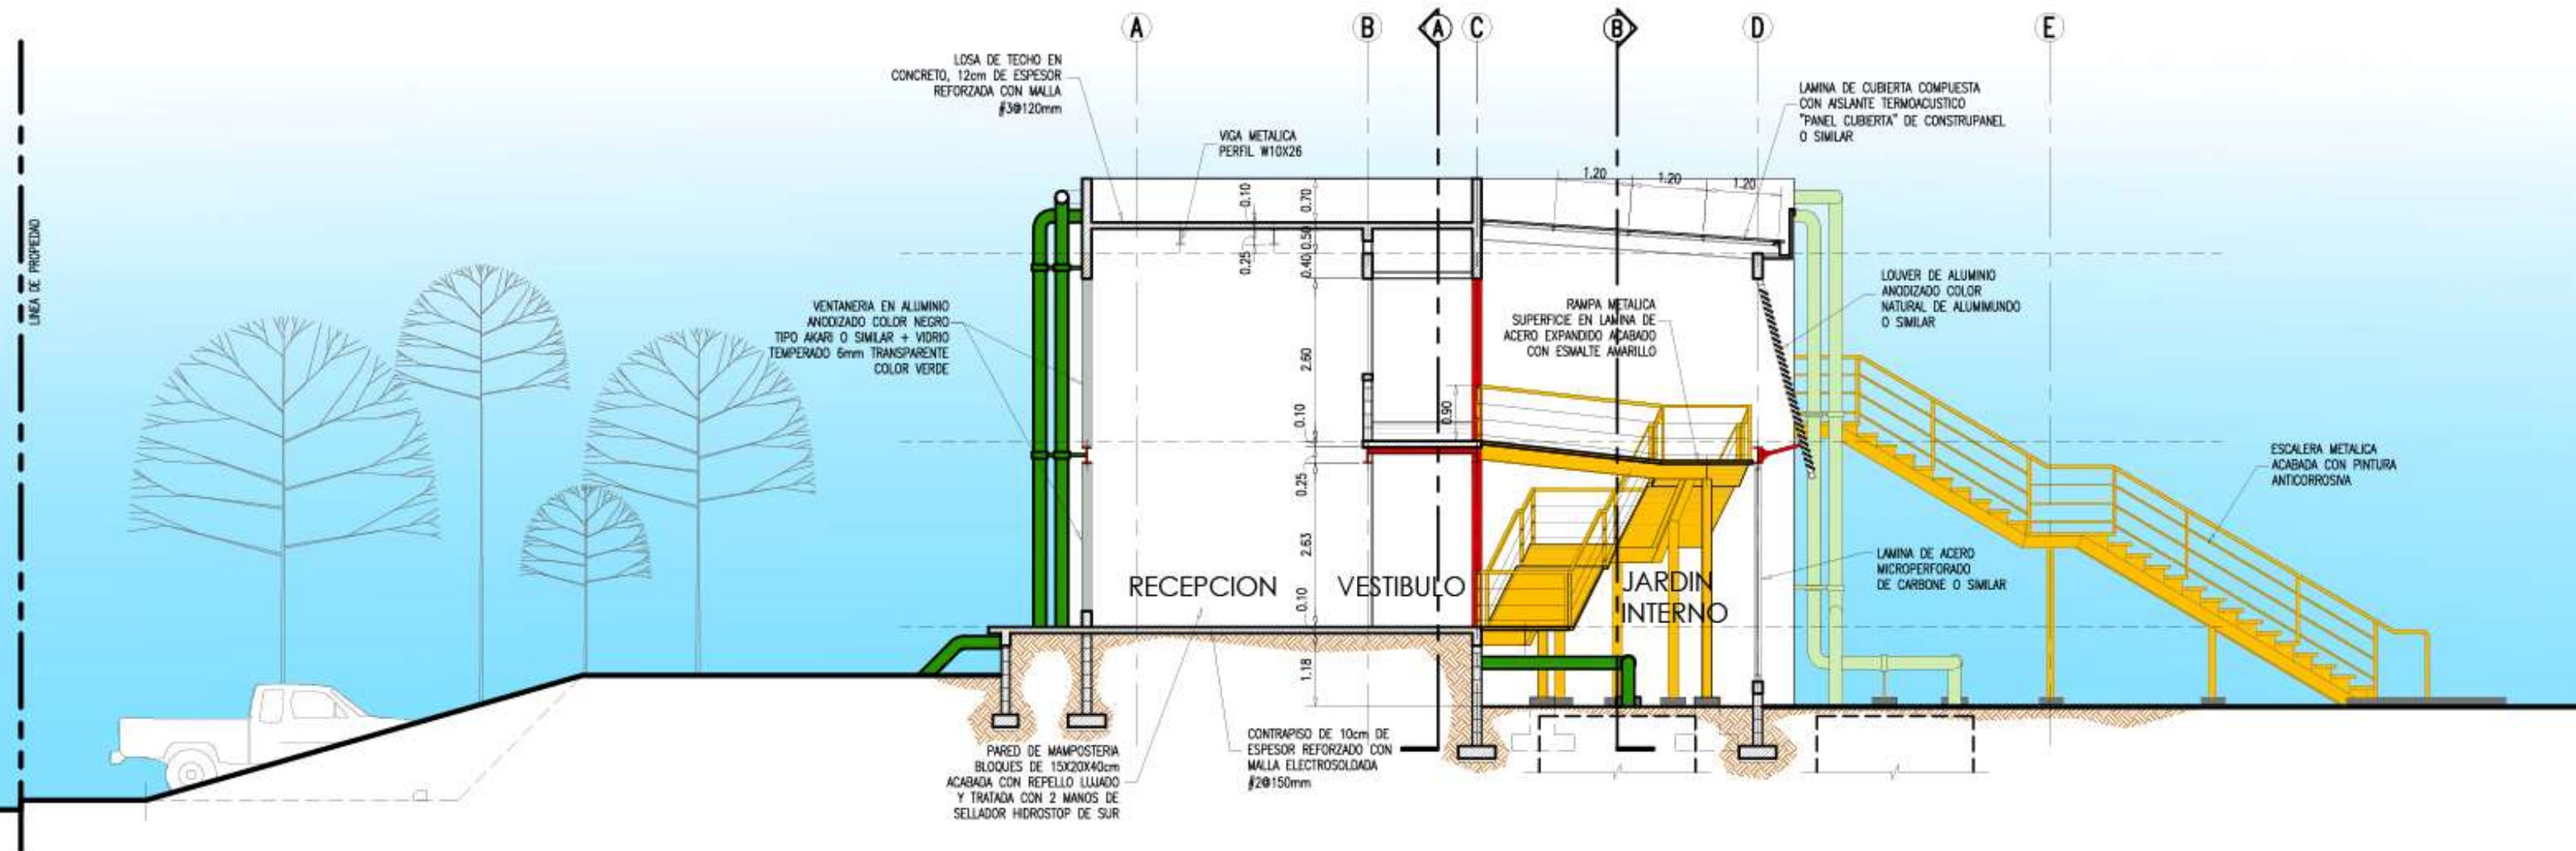 A
B
A
C
B
D
E
LOSA DE TECHO EN
CONCRETO, 12cm DE ESPESOR
REFORZADA CON MALLA
#3@120mm
VIGA METALICA
PERFIL W10X26
LAMINA DE CUBIERTA COMPUESTA
CON AISLANTE TERMOACUSTICO
"PANEL CUBIERTA" DE CONSTRUPANEL
O SIMILAR
1.20
1.20
1.20
0.10
0.70
0.50
0.25
0.40
LINEA DE PROPIEDAD
VENTANERIA EN ALUMINIO
ANODIZADO COLOR NEGRO
TIPO AKARI O SIMILAR + VIDRIO
TEMPERADO 6mm TRANSPARENTE
COLOR VERDE
RAMPA METALICA
SUPERFICIE EN LAMINA DE
ACERO EXPANDIDO ACABADO
CON ESMALTE AMARILLO
LOUVER DE ALUMINIO
ANODIZADO COLOR
NATURAL DE ALUMIMUNDO
O SIMILAR
2.60
0.90
0.10
0.25
2.63
0.10
1.18
ESCALERA METALICA
ACABADA CON PINTURA
ANTICORROSIVA
LAMINA DE ACERO
MICROPERFORADO
DE CARBONE O SIMILAR
RECEPCION
VESTIBULO
JARDIN
INTERNO
PARED DE MAMPOSTERIA
BLOQUES DE 15X20X40cm
ACABADA CON REPELLO LUJADO
Y TRATADA CON 2 MANOS DE
SELLADOR HIDROSTOP DE SUR
CONTRAPISO DE 10cm DE
ESPESOR REFORZADO CON
MALLA ELECTROSOLDADA
#2@150mm